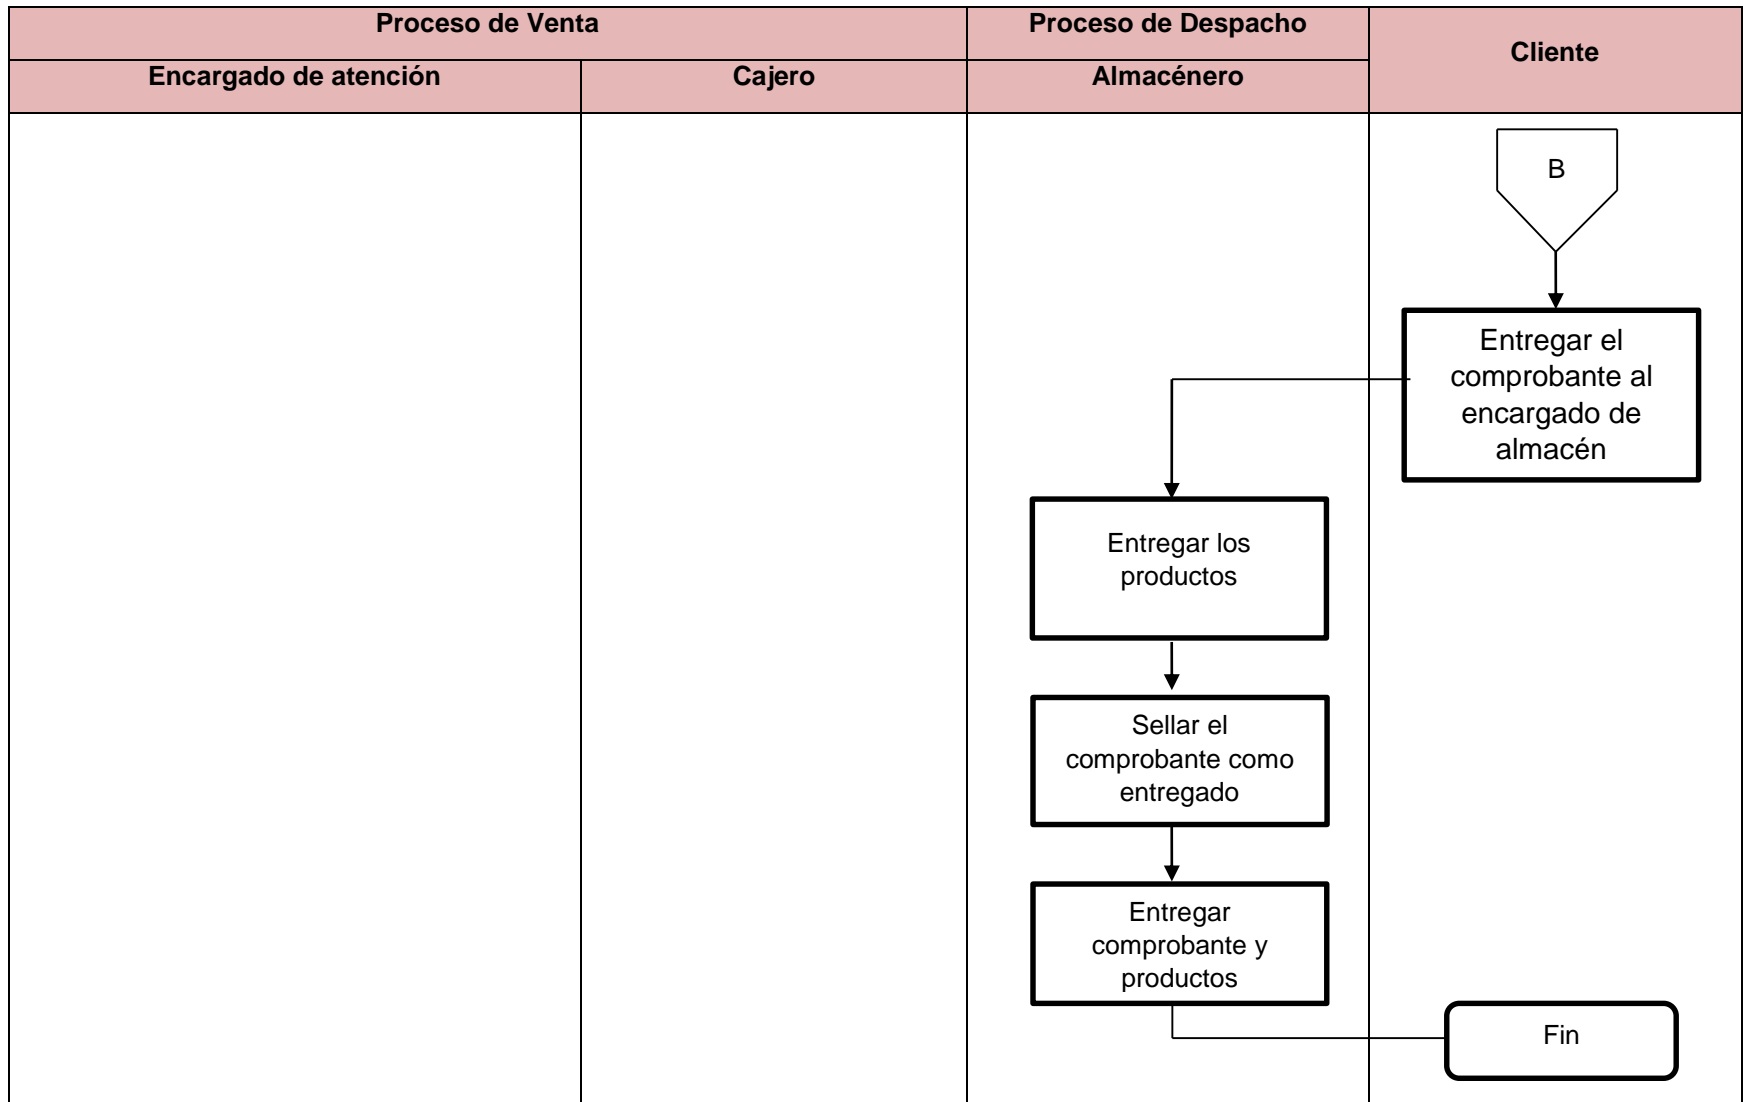 Proceso de Venta
Proceso de Despacho
Cliente
Encargado de atención
Cajero
Almacénero
B
Entregar el
comprobante al
encargado de
almacén
Entregar los
productos
Sellar el
comprobante como
entregado
Entregar
comprobante y
productos
Fin